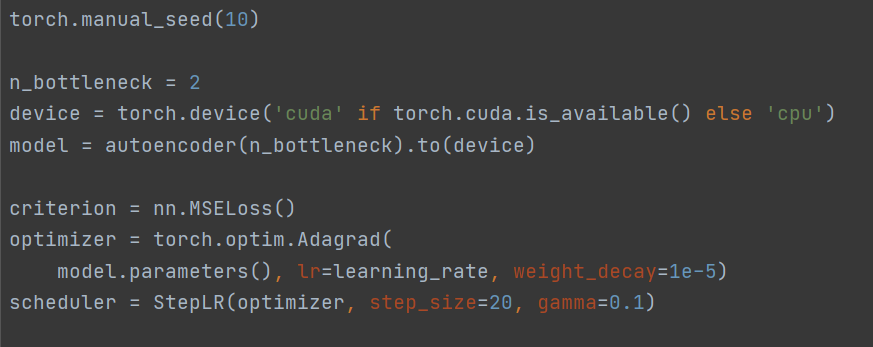 torch.manual_seed(10)
n_bottleneck = 2
device = torch.device('cuda' if torch.cuda.is_available() else 'cpu')
model = autoencoder(n_bottleneck).to(device)
criterion = nn.MSELoss()
optimizer = torch.optim.Adagrad(
    model.parameters(), lr=learning_rate, weight_decay=1e-5)
scheduler = StepLR(optimizer, step_size=20, gamma=0.1)